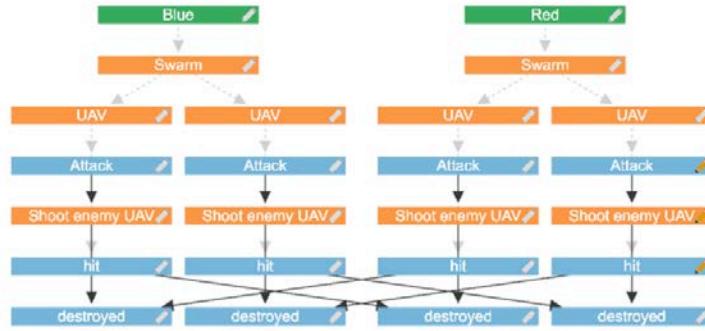 Blue Red
Swarm Swarm
UAV UAV UAV UAV
Attack Attack Attack Attack
Shoot enemy UAV Shoot enemy UAV Shoot enemy UAV Shoot enemy UAV
hit hit hit hit
destroyed destroyed destroyed destroyed